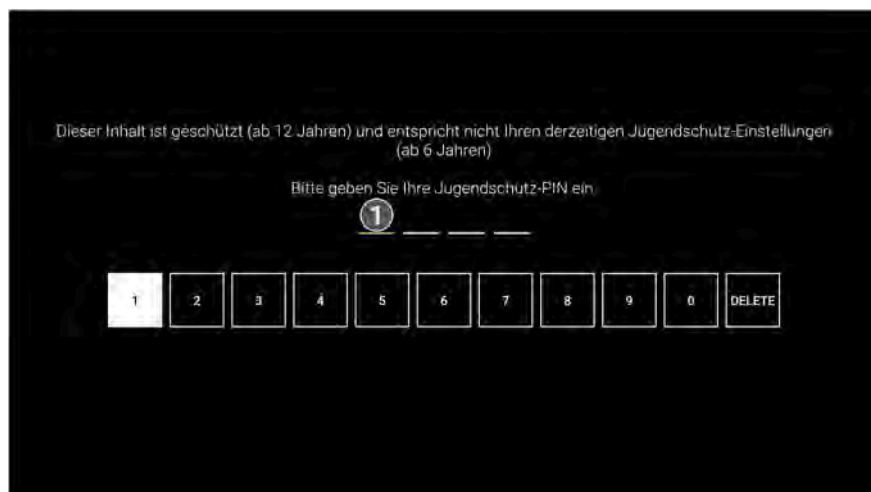 Dieser Inhalt ist geschützt (ab 12 Jahren) und entspricht nicht Ihren derzeitigen Jugendschutz-Einstellungen
(ab 6 Jahren)
Bitte geben Sie Ihre Jugendschutz-PIN ein
1
1 2 3 4 5 6 7 8 9 0 DELETE